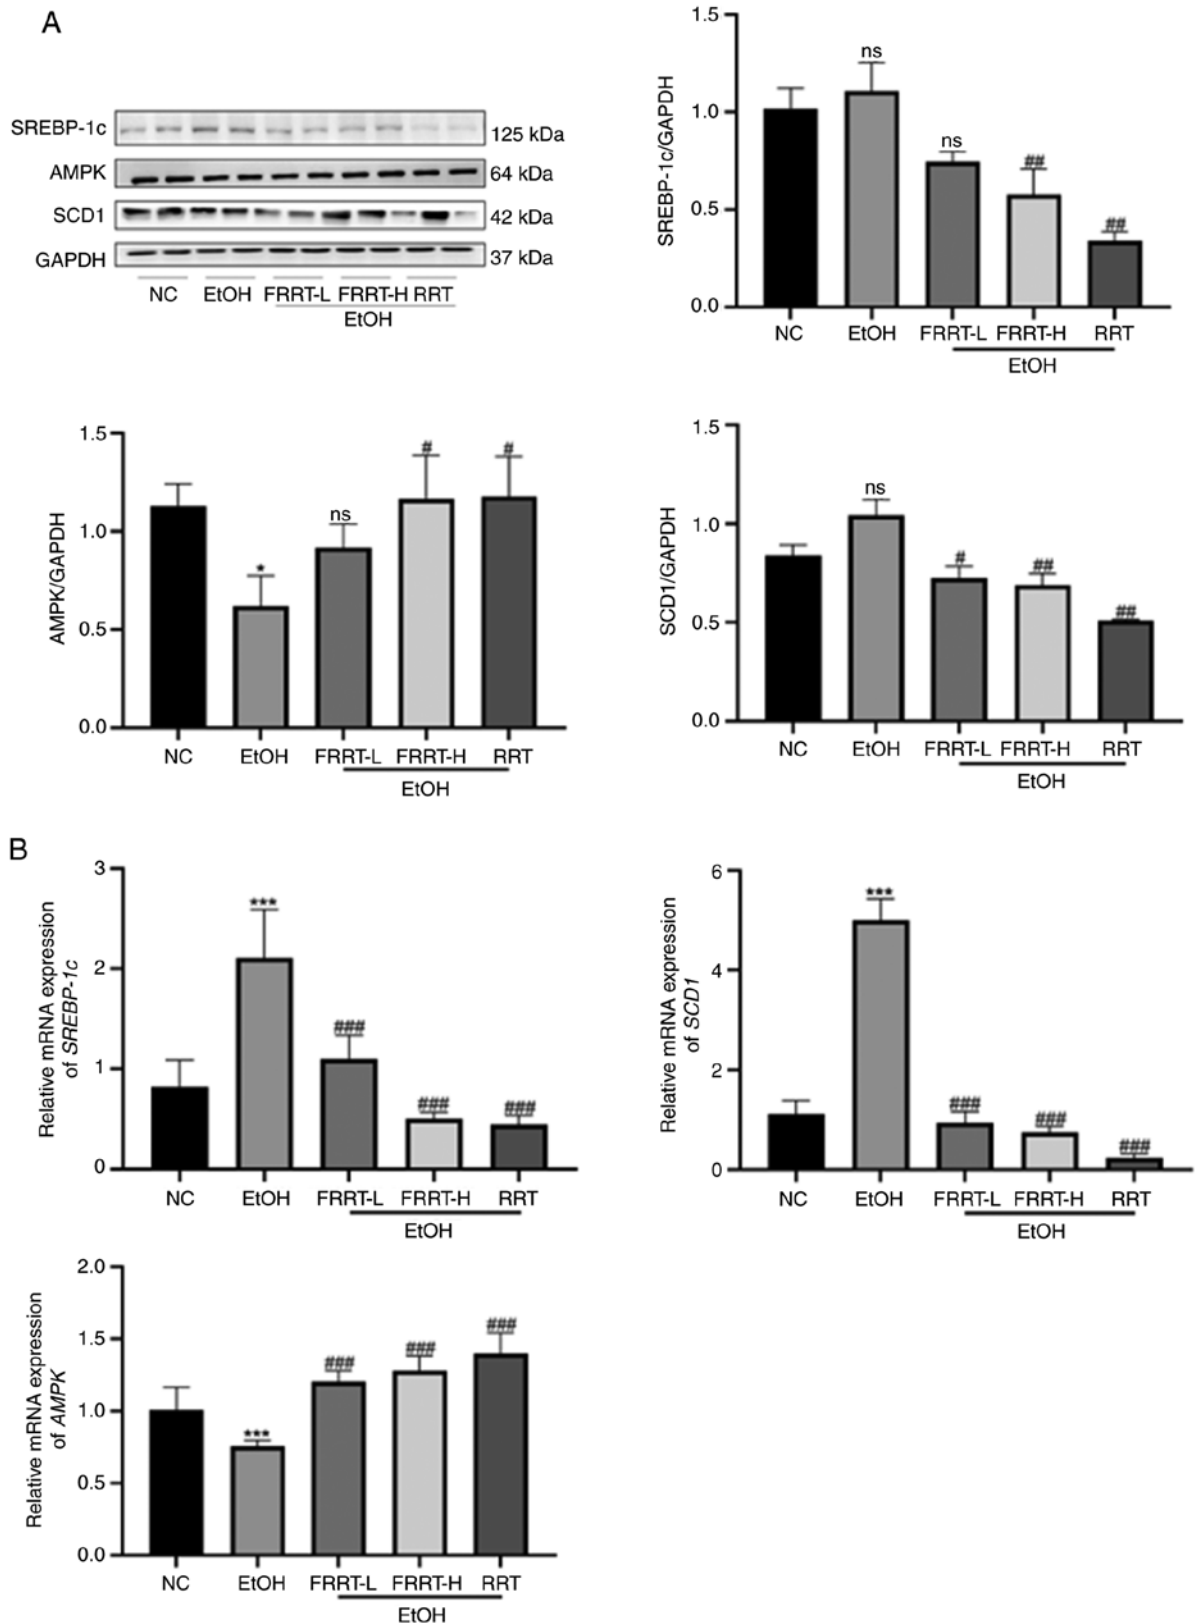 A
SREBP-1c
125 kDa
AMPK
64 kDa
SCD1
42 kDa
GAPDH
37 kDa
NC EtOH FRRT-L FRRT-H RRT
EtOH
SREBP-1c/GAPDH
1.5
1.0
0.5
0.0
ns
ns
##
##
NC EtOH FRRT-L FRRT-H RRT
EtOH
AMPK/GAPDH
1.5
1.0
0.5
0.0
*
ns
#
#
NC EtOH FRRT-L FRRT-H RRT
EtOH
SCD1/GAPDH
1.5
1.0
0.5
0.0
ns
#
##
##
NC EtOH FRRT-L FRRT-H RRT
EtOH
B
Relative mRNA expression
of SREBP-1c
3
2
1
0
***
###
###
###
NC EtOH FRRT-L FRRT-H RRT
EtOH
Relative mRNA expression
of SCD1
6
4
2
0
***
###
###
###
NC EtOH FRRT-L FRRT-H RRT
EtOH
Relative mRNA expression
of AMPK
2.0
1.5
1.0
0.5
0.0
***
###
###
###
NC EtOH FRRT-L FRRT-H RRT
EtOH